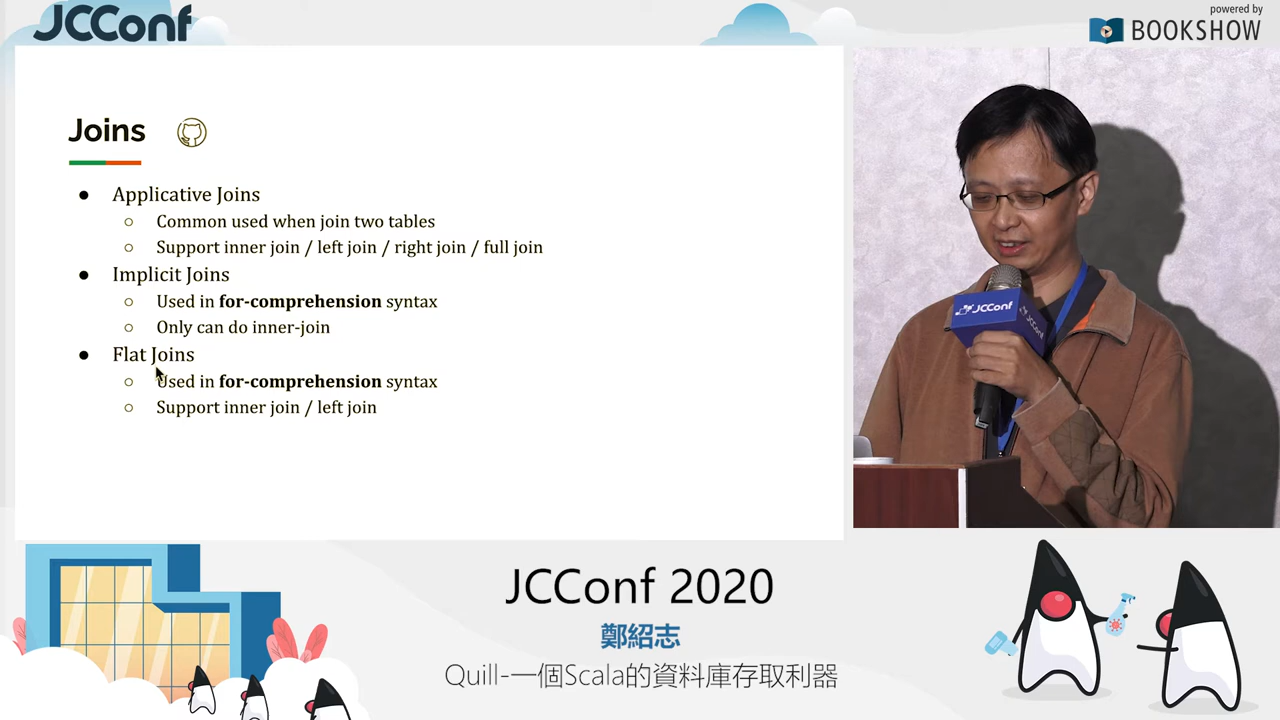 JCConf
powered by
BOOKSHOW
Joins
Applicative Joins
Common used when join two tables
Support inner join / left join / right join / full join
Implicit Joins
Used in for-comprehension syntax
Only can do inner-join
Flat Joins
Used in for-comprehension syntax
Support inner join / left join
JCConf
JCConf 2020
鄭紹志
Quill-一個Scala的資料庫存取利器